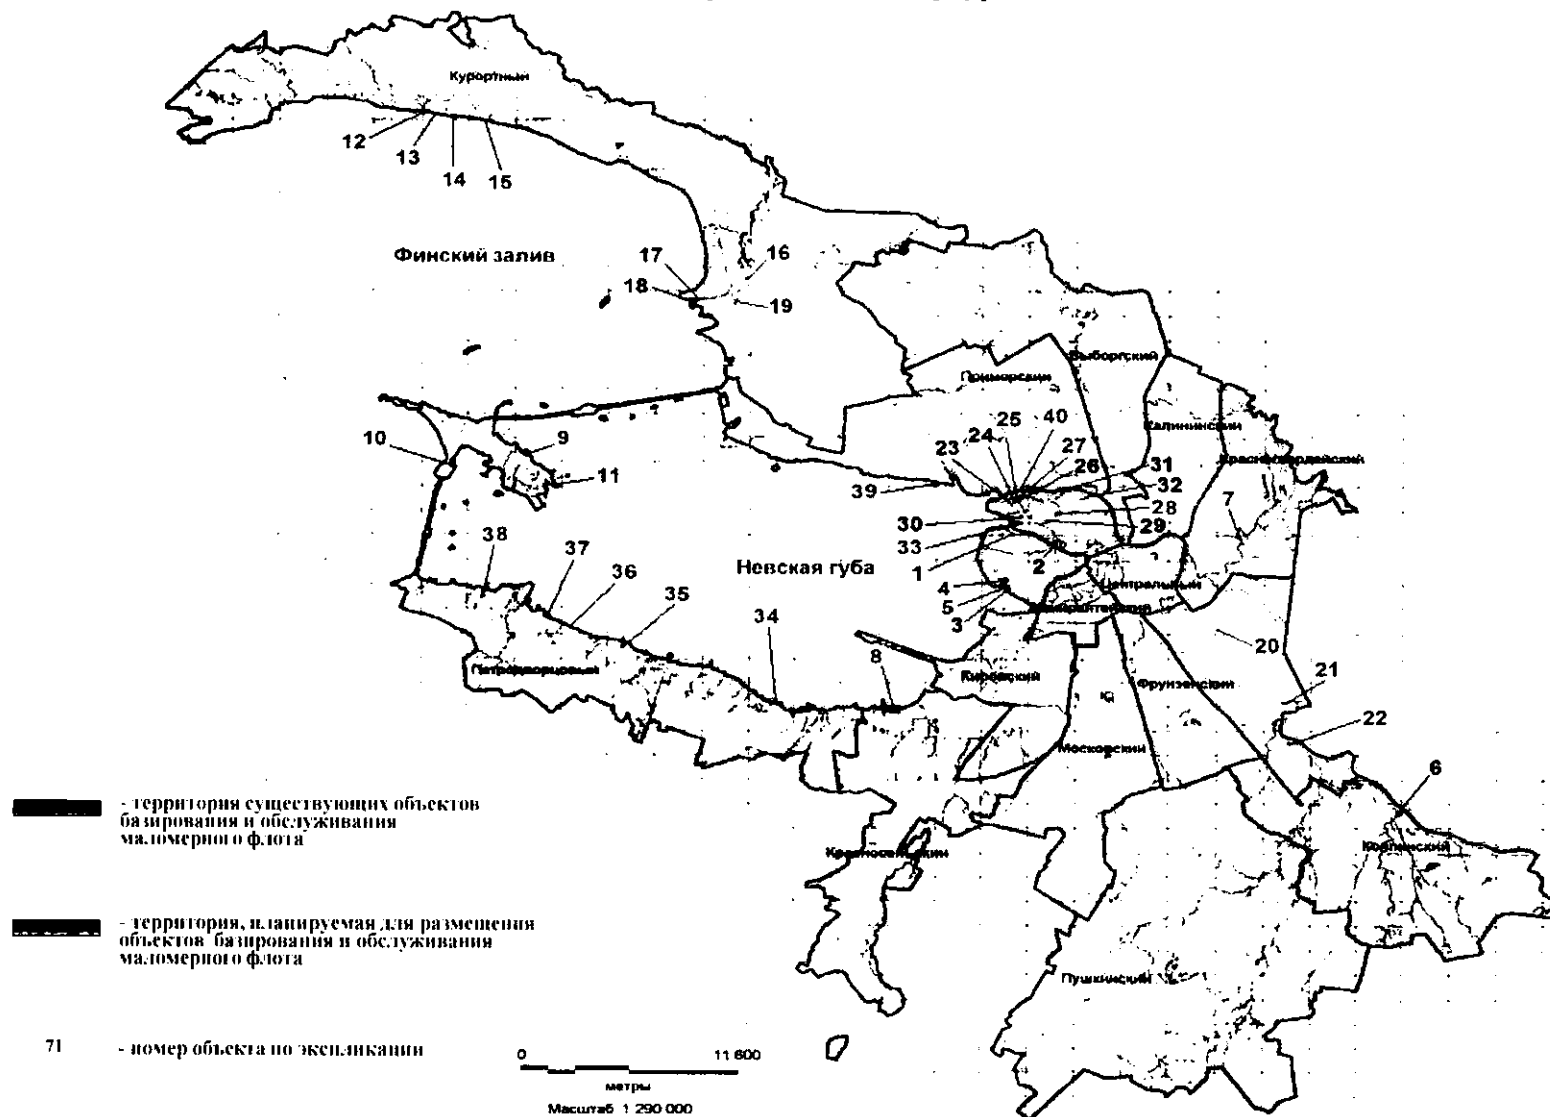 Курортный
12
13
14
15
Финский залив
17
16
18
19
Выборгский
Приморский
25
40
24
27
23
26
31
Калининский
Красногвардейский
10
9
11
39
32
7
30
28
29
33
38
37
36
35
Невская губа
1
2
4
5
3
Центральный
34
8
20
Петродворцовый
Кировский
Фрунзенский
21
22
Московский
6
- территория существующих объектов
базирования и обслуживания
маломерного флота
Красносельский
Колпинский
- территория, планируемая для размещения
объектов базирования и обслуживания
маломерного флота
Пушкинский
71
- номер объекта по экспликации
0
11 600
метры
Масштаб 1 290 000